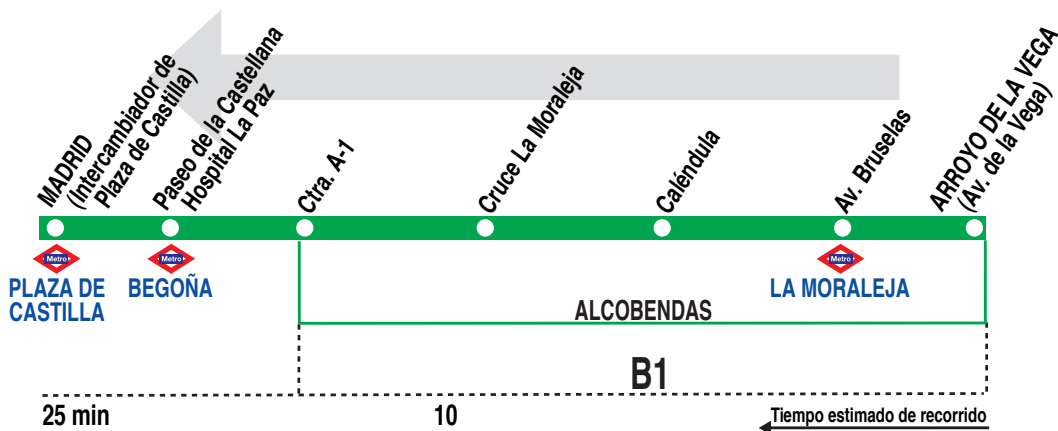 MADRID
(Intercambiador de
Plaza de Castilla)
Paseo de la Castellana
Hospital La Paz
Ctra. A-1
Cruce La Moraleja
Caléndula
Av. Bruselas
ARROYO DE LA VEGA
(Av. de la Vega)
Metro
Metro
Metro
PLAZA DE
CASTILLA
BEGOÑA
LA MORALEJA
ALCOBENDAS
B1
25 min
10
Tiempo estimado de recorrido